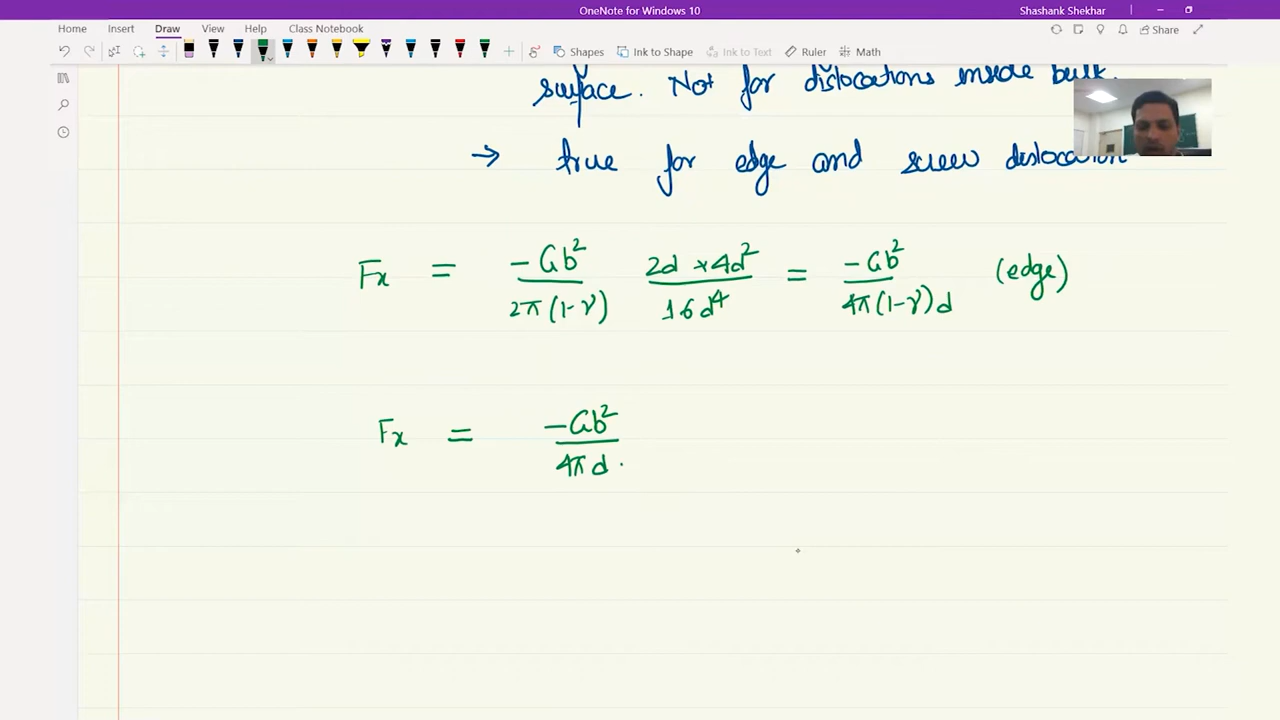 OneNote for Windows 10
Shashank Shekhar
Home Insert Draw View Help Class Notebook
Share
Shapes Ink to Shape Ink to Text Ruler Math
surface. Not for dislocations inside bulk.
→ true for edge and screw dislocation
Fx = -Gb²/2π(1-ν) 2d × 4d²/16d⁴ = -Gb²/4π(1-ν)d (edge)
Fx = -Gb²/4πd.